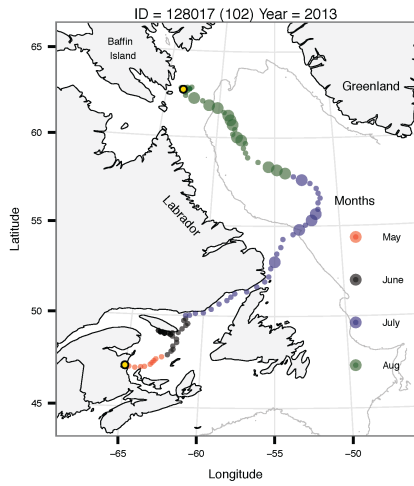 ID = 128017 (102) Year = 2013
65
60
55
50
45
Latitude
Baffin
Island
Greenland
Labrador
Months
May
June
July
Aug
−65
−60
−55
−50
Longitude